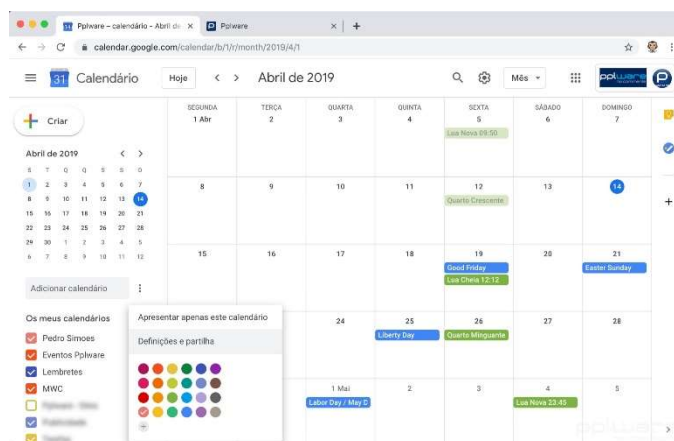 Pplware – calendário - Abril de
Pplware
calendar.google.com/calendar/b/1/r/month/2019/4/1
31
Calendário
Hoje
Abril de 2019
Mês
pplware
Criar
SEGUNDA TERÇA QUARTA QUINTA SEXTA SÁBADO DOMINGO
1 Abr 2 3 4 5 6 7
Lua Nova 09:50
Abril de 2019
S T Q Q S S D
1 2 3 4 5 6 7
8 9 10 11 12 13 14
15 16 17 18 19 20 21
22 23 24 25 26 27 28
29 30 1 2 3 4 5
6 7 8 9 10 11 12
8 9 10 11 12 13 14
Quarto Crescente
15 16 17 18 19 20 21
Good Friday Easter Sunday
Lua Cheia 12:12
Adicionar calendário
Os meus calendários
Pedro Simoes
Eventos Pplware
Lembretes
MWC
Apresentar apenas este calendário
Definições e partilha
24 25 26 27 28
Liberty Day Quarto Minguante
1 Mai 2 3 4 5
Labor Day / May D Lua Nova 23:45
pplware